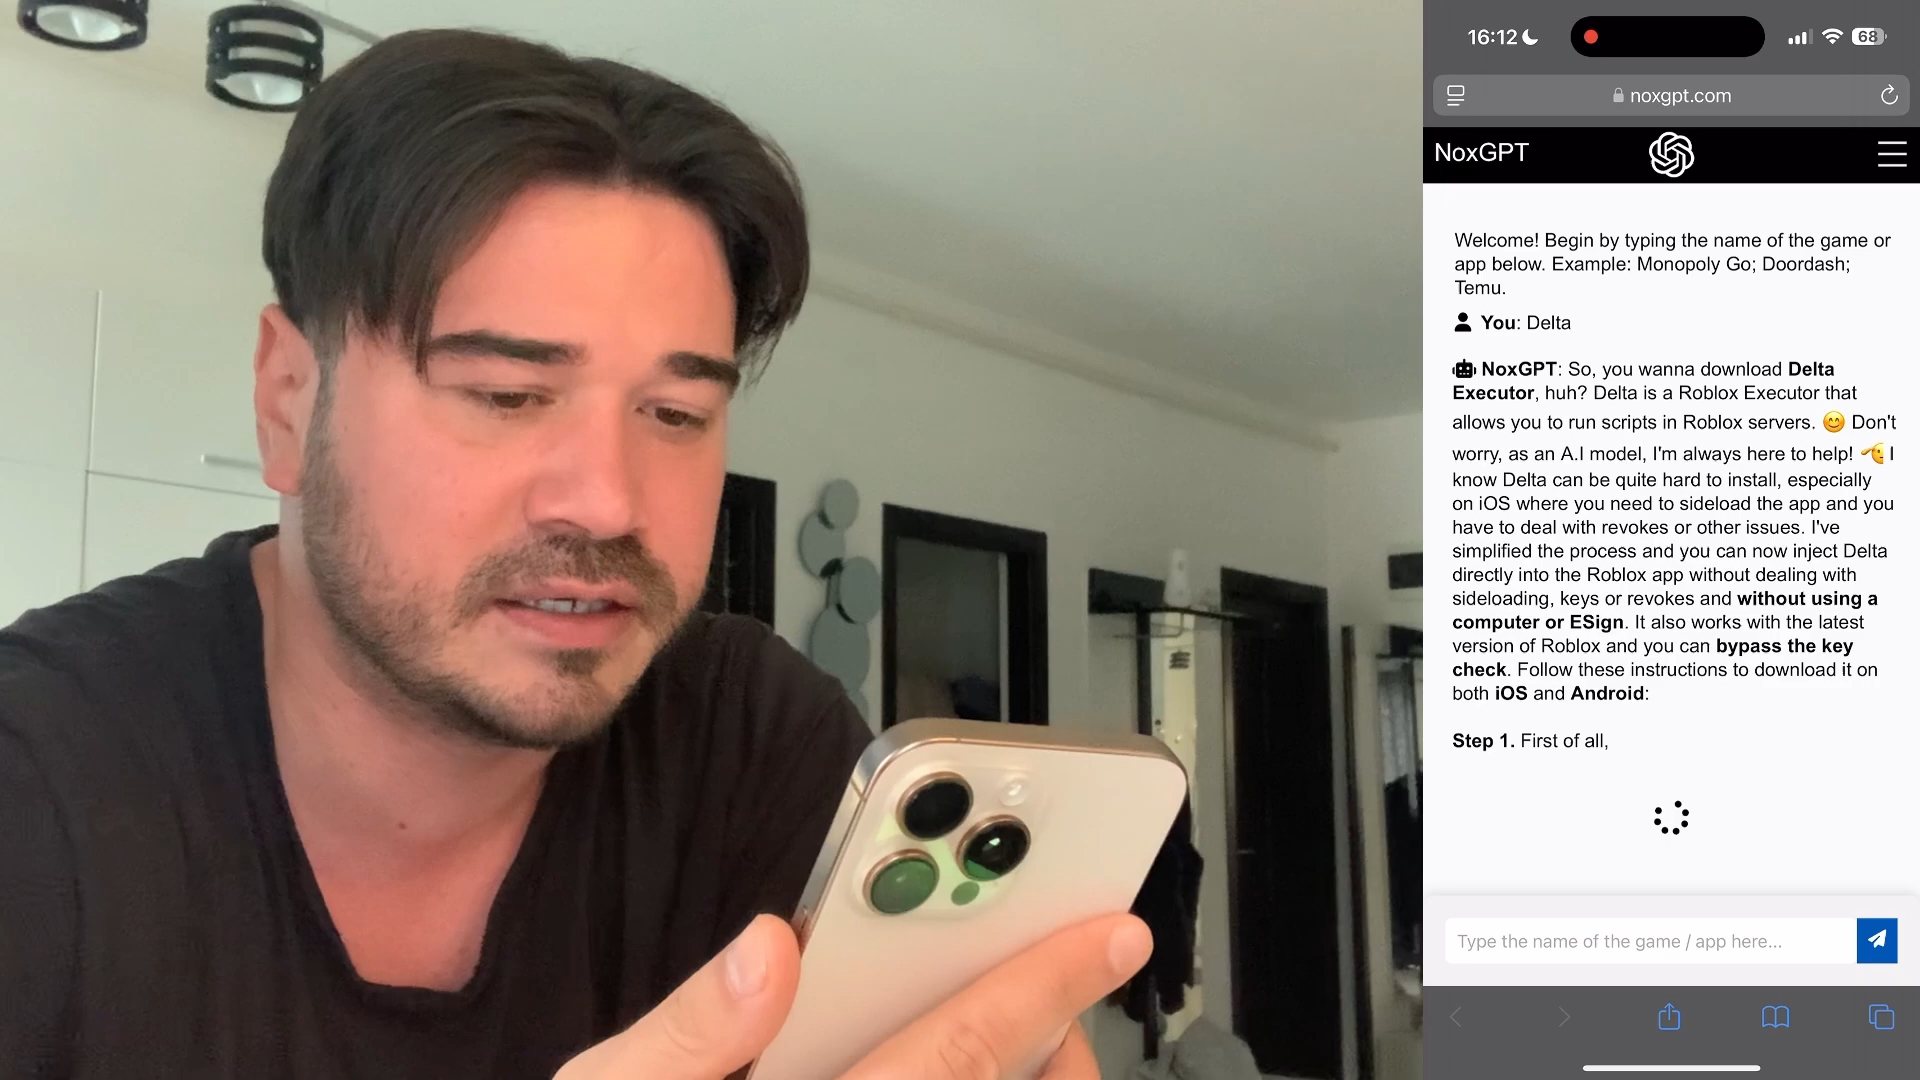 16:12
68
noxgpt.com
NoxGPT
Welcome! Begin by typing the name of the game or
app below. Example: Monopoly Go; Doordash;
Temu.
You: Delta
NoxGPT: So, you wanna download Delta
Executor, huh? Delta is a Roblox Executor that
allows you to run scripts in Roblox servers. 😊 Don't
worry, as an A.I model, I'm always here to help! 🫡 I
know Delta can be quite hard to install, especially
on iOS where you need to sideload the app and you
have to deal with revokes or other issues. I've
simplified the process and you can now inject Delta
directly into the Roblox app without dealing with
sideloading, keys or revokes and without using a
computer or ESign. It also works with the latest
version of Roblox and you can bypass the key
check. Follow these instructions to download it on
both iOS and Android:
Step 1. First of all,
Type the name of the game / app here...